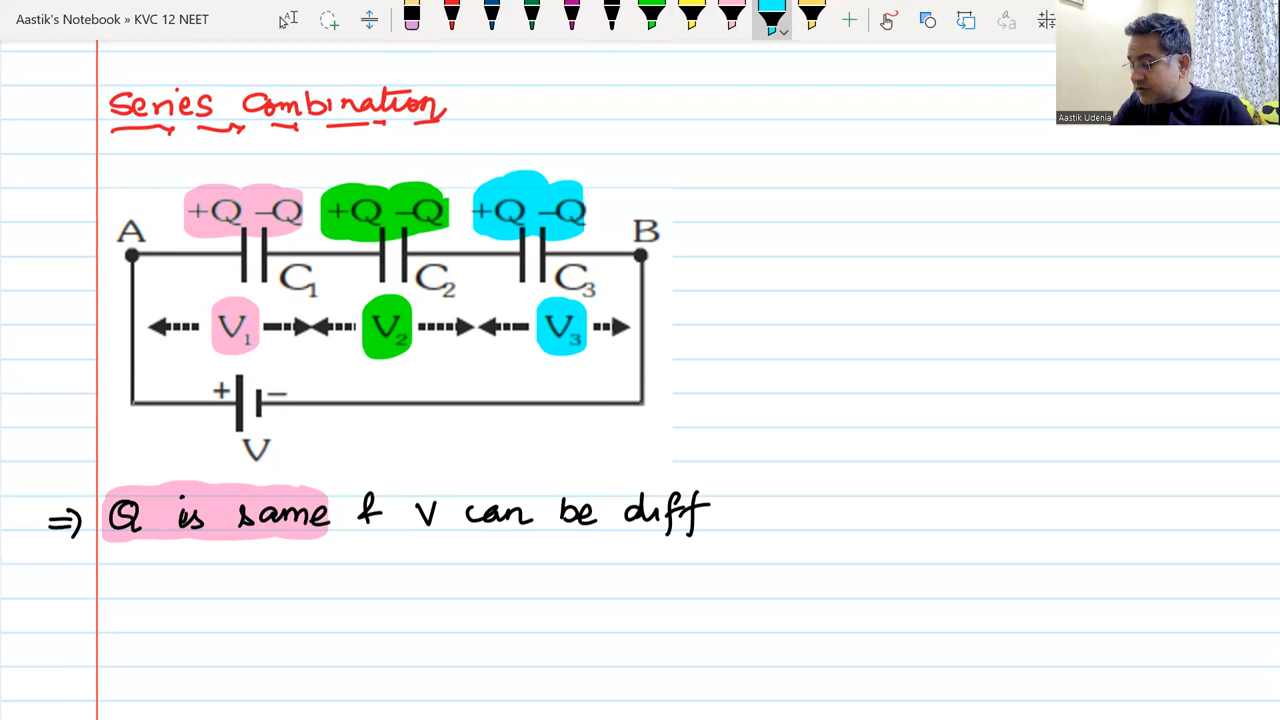 Aastik's Notebook » KVC 12 NEET
Aastik Udenia
Series Combination
+Q –Q +Q –Q +Q –Q
A B
C1 C2 C3
V1 V2 V3
+ –
V
⇒ Q is same & V can be diff